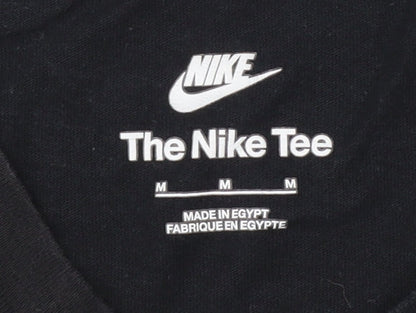 NIKE
The Nike Tee
M M M
MADE IN EGYPT
FABRIQUE EN EGYPTE